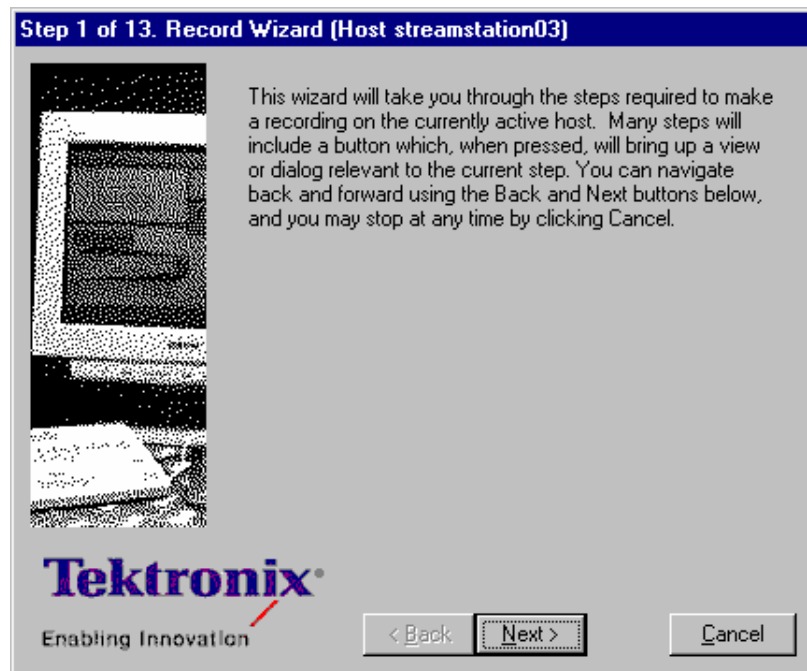 Step 1 of 13. Record Wizard (Host streamstation03)
This wizard will take you through the steps required to make
a recording on the currently active host.  Many steps will
include a button which, when pressed, will bring up a view
or dialog relevant to the current step. You can navigate
back and forward using the Back and Next buttons below,
and you may stop at any time by clicking Cancel.
Tektronix
Enabling Innovation
< Back
Next >
Cancel